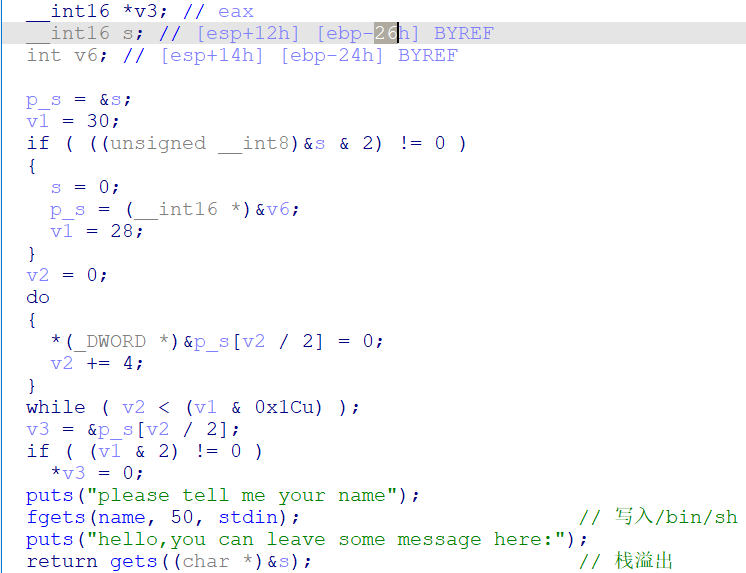 __int16 *v3; // eax
__int16 s; // [esp+12h] [ebp-26h] BYREF
int v6; // [esp+14h] [ebp-24h] BYREF
p_s = &s;
v1 = 30;
if ( ((unsigned __int8)&s & 2) != 0 )
{
s = 0;
p_s = (__int16 *)&v6;
v1 = 28;
}
v2 = 0;
do
{
*(_DWORD *)&p_s[v2 / 2] = 0;
v2 += 4;
}
while ( v2 < (v1 & 0x1Cu) );
v3 = &p_s[v2 / 2];
if ( (v1 & 2) != 0 )
*v3 = 0;
puts("please tell me your name");
fgets(name, 50, stdin); // 写入/bin/sh
puts("hello,you can leave some message here:");
return gets((char *)&s); // 栈溢出